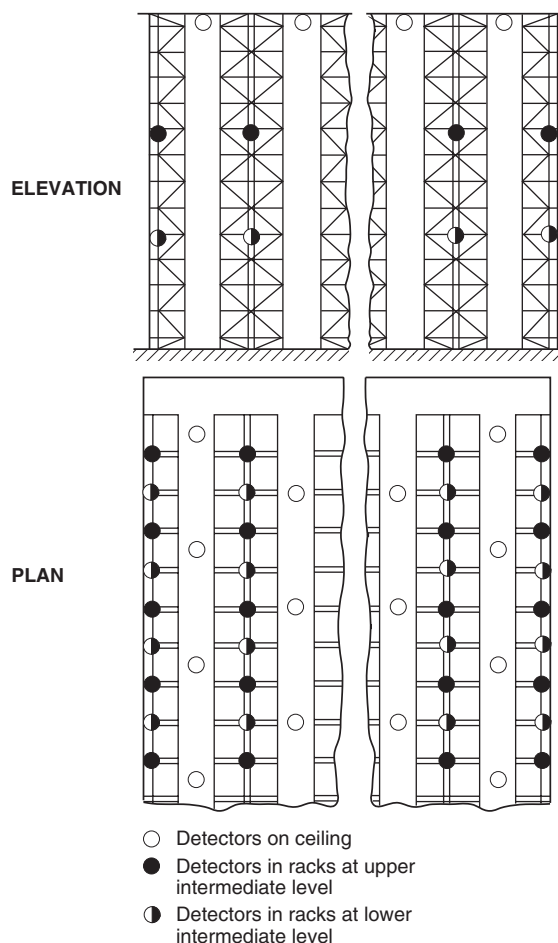 ELEVATION
PLAN
Detectors on ceiling
Detectors in racks at upper
intermediate level
Detectors in racks at lower
intermediate level